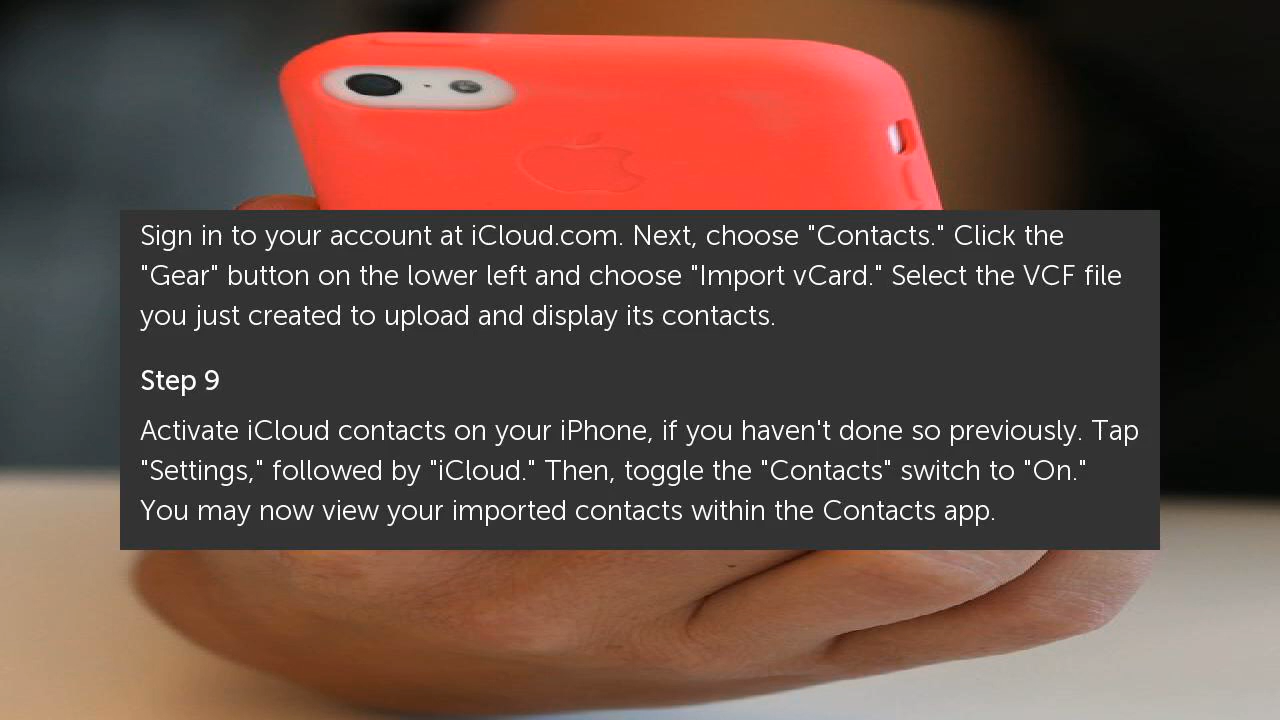 Sign in to your account at iCloud.com. Next, choose "Contacts." Click the
"Gear" button on the lower left and choose "Import vCard." Select the VCF file
you just created to upload and display its contacts.
Step 9
Activate iCloud contacts on your iPhone, if you haven't done so previously. Tap
"Settings," followed by "iCloud." Then, toggle the "Contacts" switch to "On."
You may now view your imported contacts within the Contacts app.